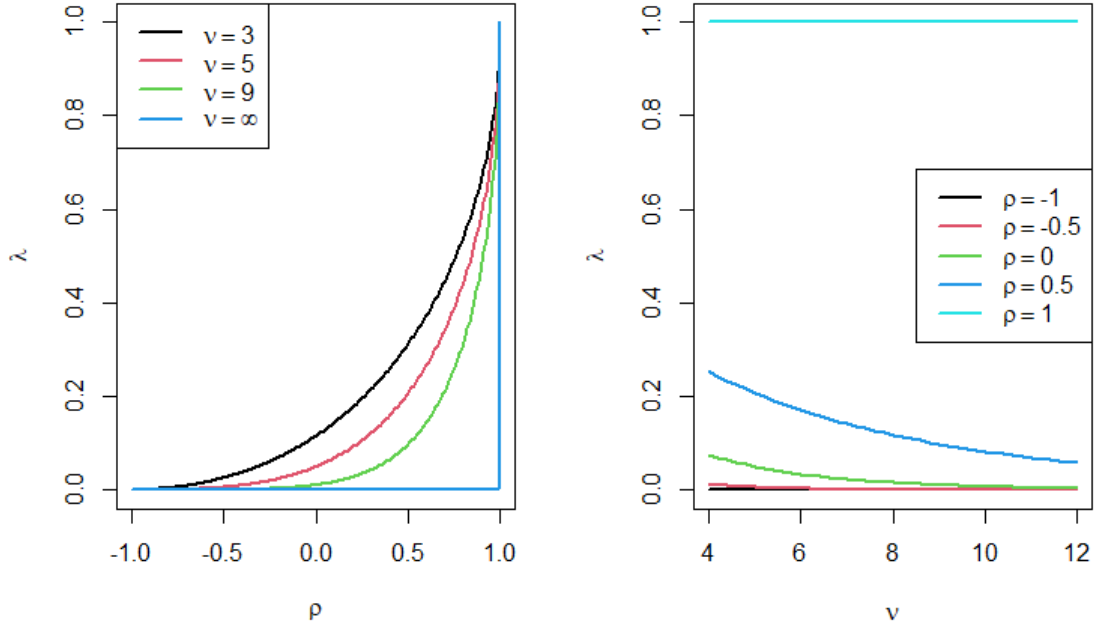 ν = 3
ν = 5
ν = 9
ν = ∞
1.0
0.8
0.6
0.4
0.2
0.0
λ
-1.0 -0.5 0.0 0.5 1.0
ρ
ρ = -1
ρ = -0.5
ρ = 0
ρ = 0.5
ρ = 1
1.0
0.8
0.6
0.4
0.2
0.0
λ
4 6 8 10 12
ν